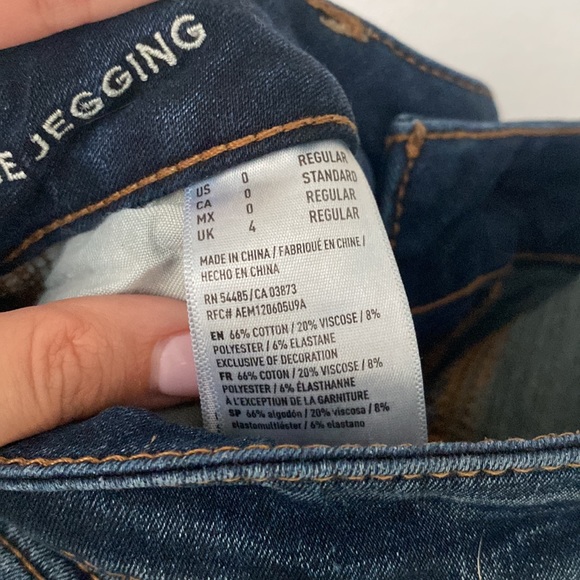 E JEGGING
US 0 REGULAR
CA 0 STANDARD
MX 0 REGULAR
UK 4 REGULAR
MADE IN CHINA / FABRIQUÉ EN CHINE /
HECHO EN CHINA
RN 54485 / CA 03873
RFC# AEM120605U9A
EN 66% COTTON / 20% VISCOSE / 8%
POLYESTER / 6% ELASTANE
EXCLUSIVE OF DECORATION
FR 66% COTON / 20% VISCOSE / 8%
POLYESTER / 6% ÉLASTHANNE
À L'EXCEPTION DE LA GARNITURE
SP 66% algodón / 20% viscosa / 8%
elastomultiéster / 6% elastano